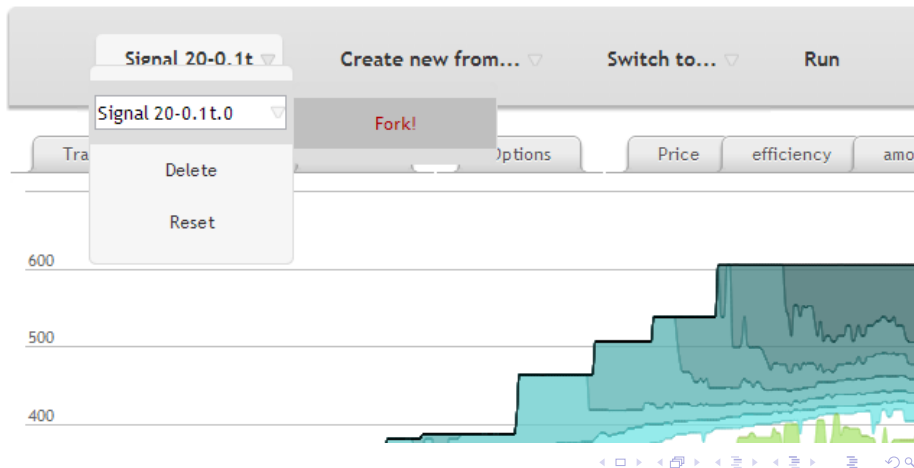 Signal 20-0.1t
Create new from...
Switch to...
Run
Signal 20-0.1t.0
Fork!
Delete
Reset
Price
efficiency
600
500
400